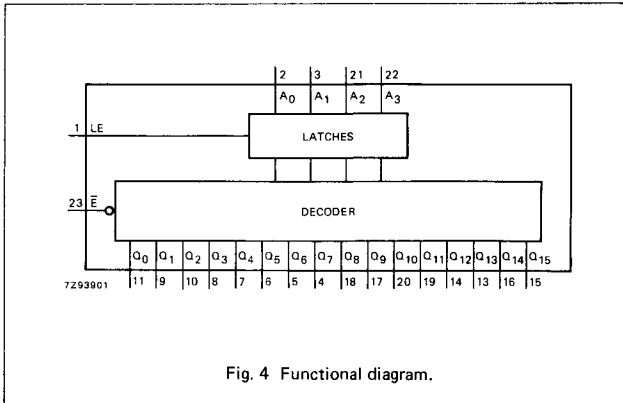 2 3 21 22
A0 A1 A2 A3
1 LE
LATCHES
23 E̅
DECODER
Q0 Q1 Q2 Q3 Q4 Q5 Q6 Q7 Q8 Q9 Q10 Q11 Q12 Q13 Q14 Q15
7Z93901 11 9 10 8 7 6 5 4 18 17 20 19 14 13 16 15
Fig. 4 Functional diagram.